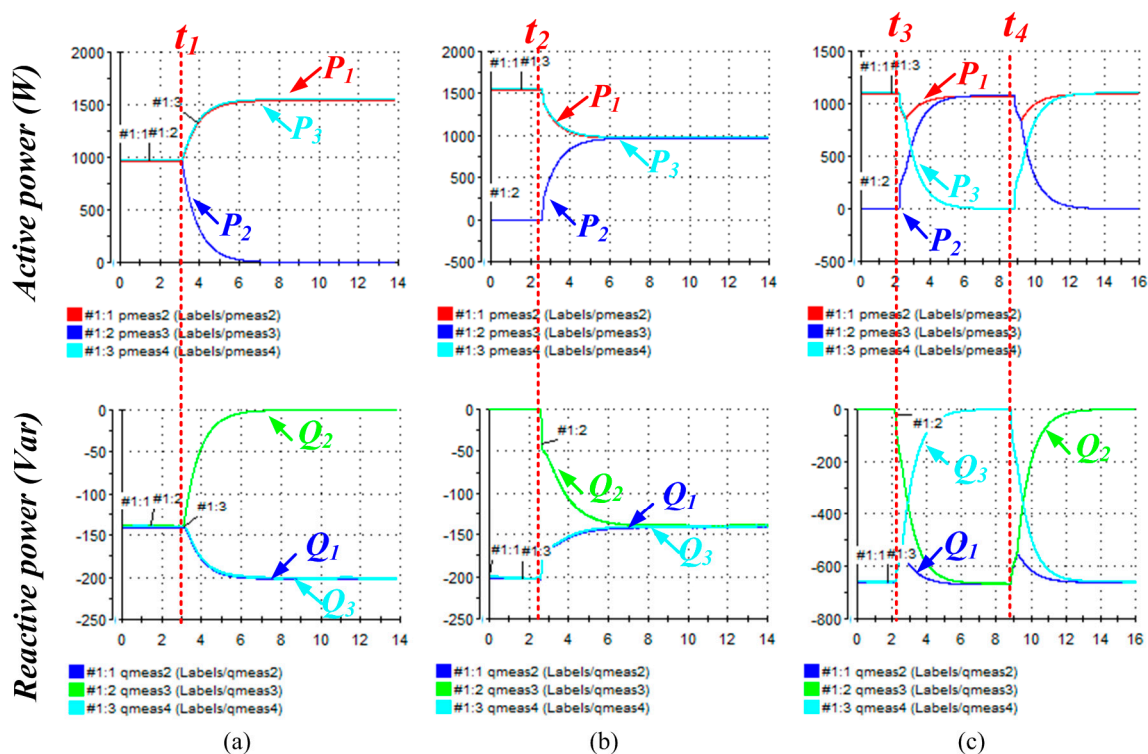 t1
t2
t3
t4
Active power (W)
2000
1500
1000
500
0
0 2 4 6 8 10 12 14
#1:1
#1:2
#1:3
P1
P3
P2
#1:1 pmeas2 (Labels/pmeas2)
#1:2 pmeas3 (Labels/pmeas3)
#1:3 pmeas4 (Labels/pmeas4)
2000
1500
1000
500
0
-500
0 2 4 6 8 10 12 14
#1:1
#1:3
#1:2
P1
P3
P2
#1:1 pmeas2 (Labels/pmeas2)
#1:2 pmeas3 (Labels/pmeas3)
#1:3 pmeas4 (Labels/pmeas4)
1500
1000
500
0
-500
0 2 4 6 8 10 12 14 16
#1:1
#1:3
#1:2
P1
P3
P2
#1:1 pmeas2 (Labels/pmeas2)
#1:2 pmeas3 (Labels/pmeas3)
#1:3 pmeas4 (Labels/pmeas4)
Reactive power (Var)
0
-50
-100
-150
-200
-250
0 2 4 6 8 10 12 14
#1:1
#1:2
#1:3
Q2
Q1
Q3
#1:1 qmeas2 (Labels/qmeas2)
#1:2 qmeas3 (Labels/qmeas3)
#1:3 qmeas4 (Labels/qmeas4)
(a)
0
-50
-100
-150
-200
-250
0 2 4 6 8 10 12 14
#1:2
#1:1
#1:3
Q2
Q1
Q3
#1:1 qmeas2 (Labels/qmeas2)
#1:2 qmeas3 (Labels/qmeas3)
#1:3 qmeas4 (Labels/qmeas4)
(b)
0
-200
-400
-600
-800
0 2 4 6 8 10 12 14 16
#1:2
#1:1
#1:3
Q3
Q2
Q1
#1:1 qmeas2 (Labels/qmeas2)
#1:2 qmeas3 (Labels/qmeas3)
#1:3 qmeas4 (Labels/qmeas4)
(c)